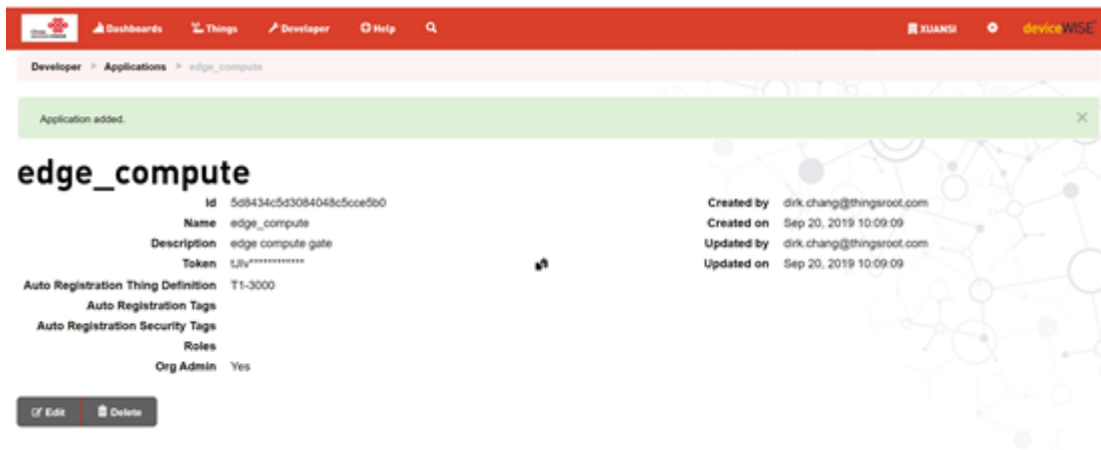 Dashboards Things Developer Help XUANSI deviceWISE
Developer > Applications > edge_compute
Application added.
edge_compute
Id 5d8434c5d3084048c5cce5b0 Created by dirk.chang@thingsroot.com
Name edge_compute Created on Sep 20, 2019 10:09:09
Description edge compute gate Updated by dirk.chang@thingsroot.com
Token Updated on Sep 20, 2019 10:09:09
Auto Registration Thing Definition T1-3000
Auto Registration Tags
Auto Registration Security Tags
Roles
Org Admin Yes
Edit Delete